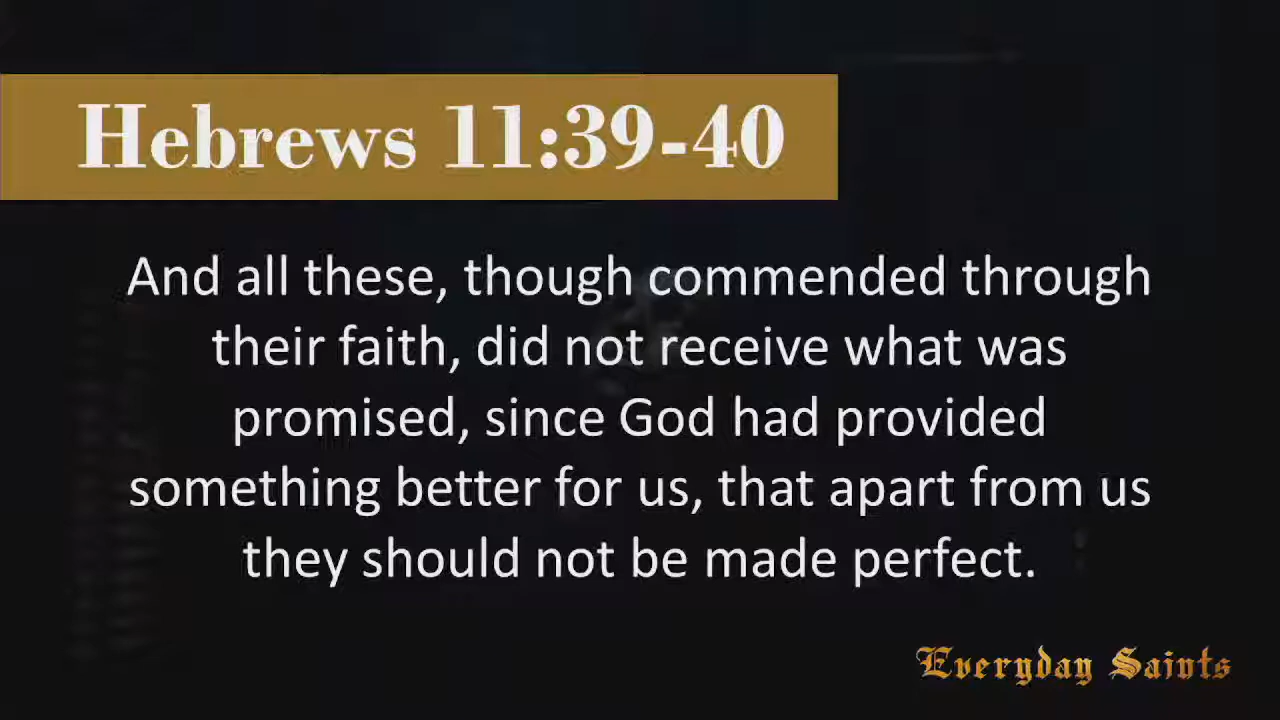 Hebrews 11:39-40
And all these, though commended through
their faith, did not receive what was
promised, since God had provided
something better for us, that apart from us
they should not be made perfect.
Everyday Saints